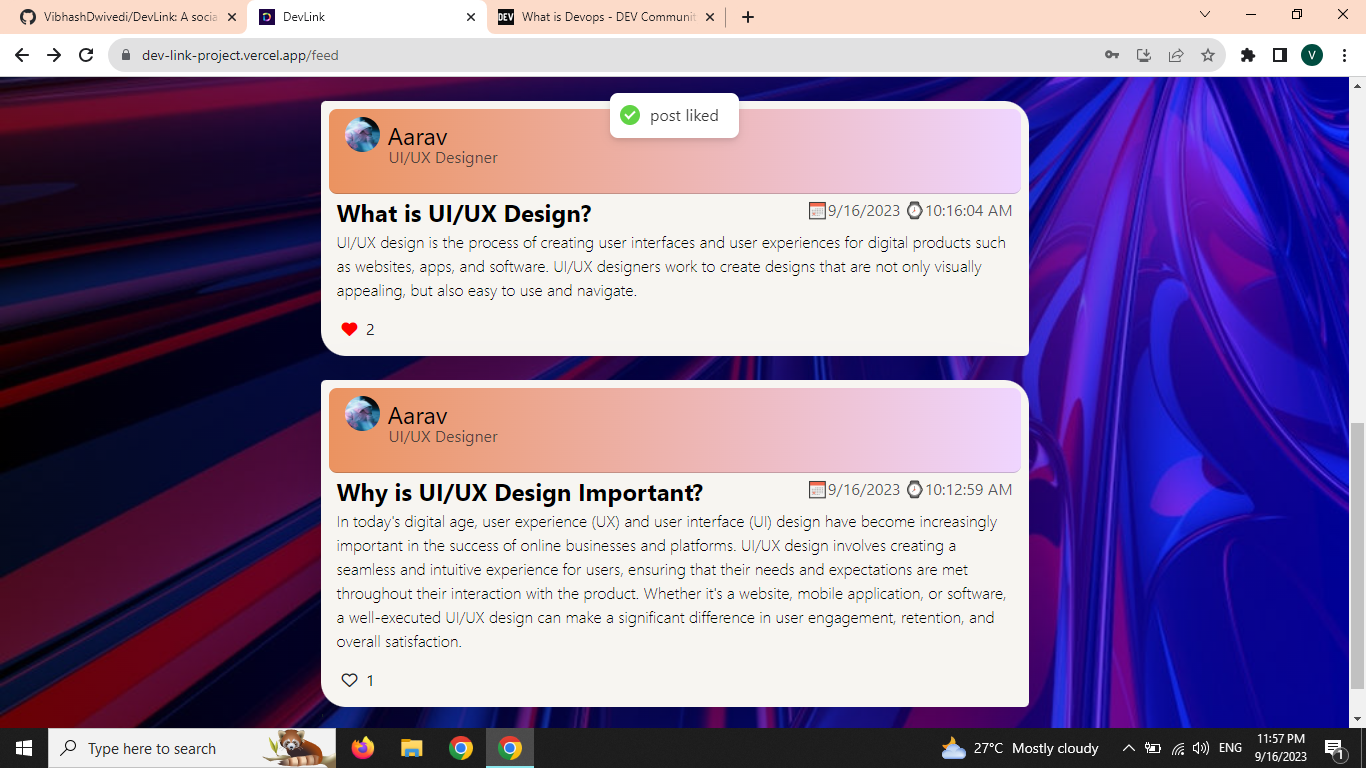 VibhashDwivedi/DevLink: A socia
DevLink
DEV What is Devops - DEV Communit
dev-link-project.vercel.app/feed
V
post liked
Aarav
UI/UX Designer
What is UI/UX Design?
9/16/2023 10:16:04 AM
UI/UX design is the process of creating user interfaces and user experiences for digital products such
as websites, apps, and software. UI/UX designers work to create designs that are not only visually
appealing, but also easy to use and navigate.
2
Aarav
UI/UX Designer
Why is UI/UX Design Important?
9/16/2023 10:12:59 AM
In today's digital age, user experience (UX) and user interface (UI) design have become increasingly
important in the success of online businesses and platforms. UI/UX design involves creating a
seamless and intuitive experience for users, ensuring that their needs and expectations are met
throughout their interaction with the product. Whether it's a website, mobile application, or software,
a well-executed UI/UX design can make a significant difference in user engagement, retention, and
overall satisfaction.
1
Type here to search
27°C Mostly cloudy
ENG
11:57 PM
9/16/2023
1